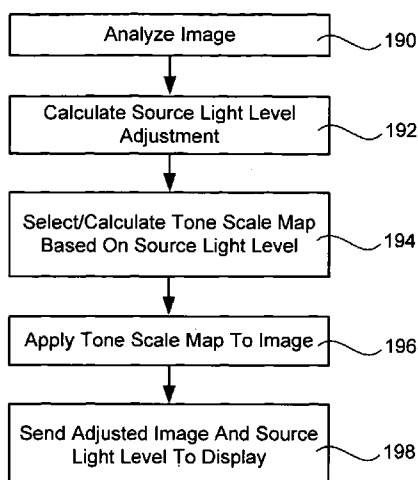 Analyze Image
190
Calculate Source Light Level
Adjustment
192
Select/Calculate Tone Scale Map
Based On Source Light Level
194
Apply Tone Scale Map To Image
196
Send Adjusted Image And Source
Light Level To Display
198